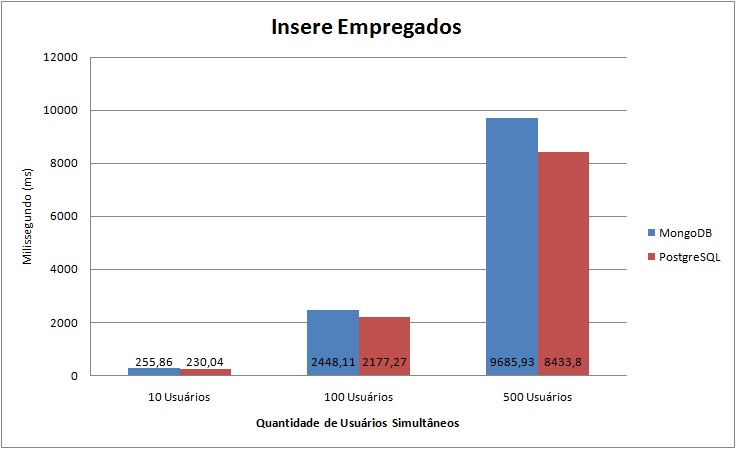 Insere Empregados
12000
10000
8000
6000
4000
2000
0
Milissegundo (ms)
255,86 230,04
2448,11 2177,27
9685,93 8433,8
10 Usuários
100 Usuários
500 Usuários
Quantidade de Usuários Simultâneos
MongoDB
PostgreSQL